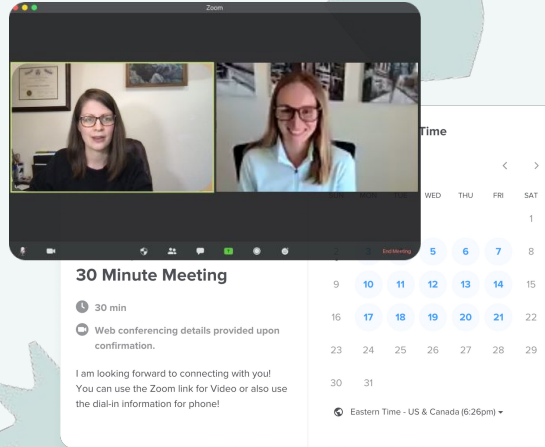 Zoom
End Meeting
30 Minute Meeting
30 min
Web conferencing details provided upon
confirmation.
I am looking forward to connecting with you!
You can use the Zoom link for Video or also use
the dial-in information for phone!
Time
< >
WED THU FRI SAT
1
5 6 7 8
9 10 11 12 13 14 15
16 17 18 19 20 21 22
23 24 25 26 27 28 29
30 31
Eastern Time - US & Canada (6:26pm)